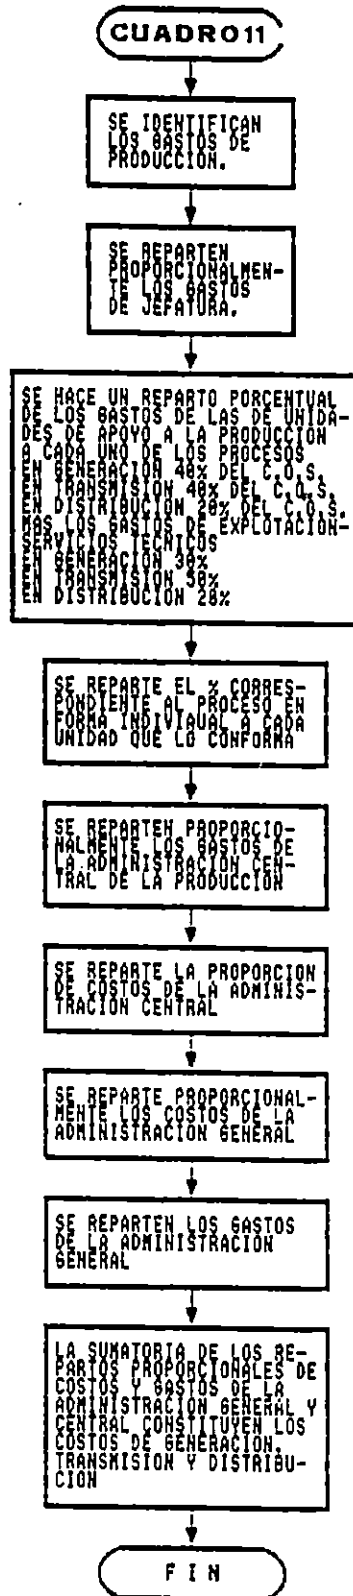 CUADRO 11
SE IDENTIFICAN
LOS GASTOS DE
PRODUCCIÓN.
SE REPARTEN
PROPORCIONALMEN-
TE LOS GASTOS
DE JEFATURA.
SE HACE UN REPARTO PORCENTUAL
DE LOS GASTOS DE LAS DE UNIDA-
DES DE APOYO A LA PRODUCCION
A CADA UNO DE LOS PROCESOS
EN GENERACION 40% DEL C.O.S.
EN TRANSMISION 40% DEL C.O.S.
EN DISTRIBUCION 20% DEL C.O.S.
MAS LOS GASTOS DE EXPLOTACION-
SERVICIOS TECNICOS
EN GENERACION 30%
EN TRANSMISION 50%
EN DISTRIBUCION 20%
SE REPARTE EL % CORRES-
PONDIENTE AL PROCESO EN
FORMA INDIVIAUAL A CADA
UNIDAD QUE LO CONFORMA
SE REPARTEN PROPORCIO-
NALMENTE LOS GASTOS DE
LA ADMINISTRACION CEN-
TRAL DE LA PRODUCCION
SE REPARTE LA PROPORCION
DE COSTOS DE LA ADMINIS-
TRACION CENTRAL
SE REPARTE PROPORCIONAL-
MENTE LOS COSTOS DE LA
ADMINISTRACION GENERAL
SE REPARTEN LOS GASTOS
DE LA ADMINISTRACION
GENERAL
LA SUMATORIA DE LOS RE-
PARTOS PROPORCIONALES DE
COSTOS Y GASTOS DE LA
ADMINISTRACION GENERAL Y
CENTRAL CONSTITUYEN LOS
COSTOS DE GENERACION,
TRANSMISION Y DISTRIBU-
CION
FIN